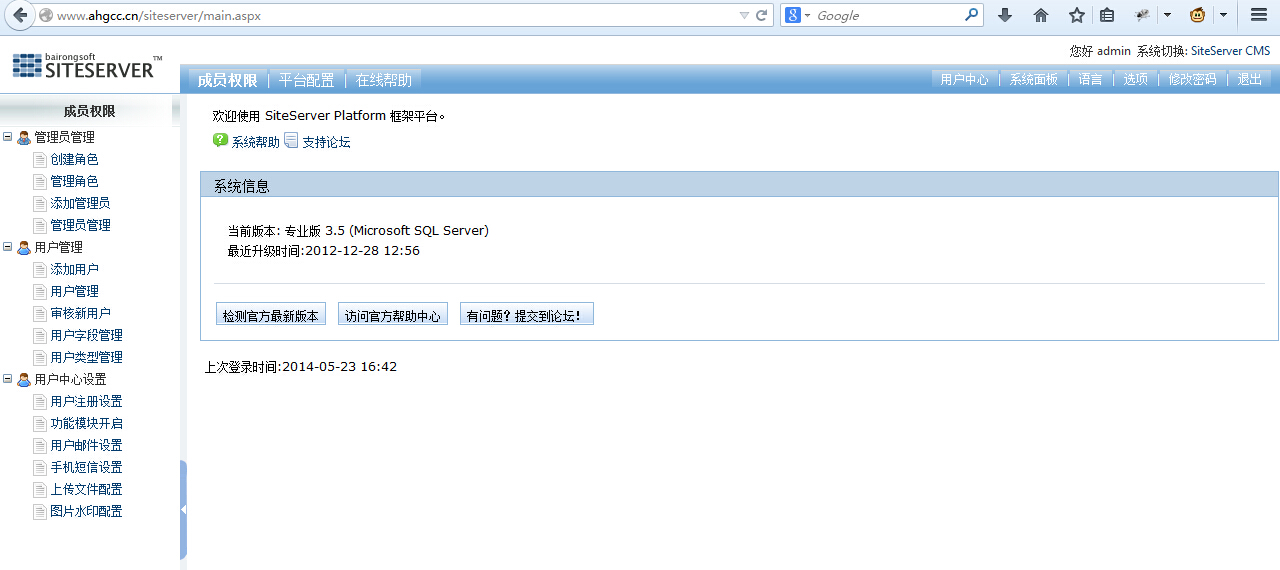 www.ahgcc.cn/siteserver/main.aspx
8 Google
bairongsoft
SITESERVER™
您好 admin 系统切换: SiteServer CMS
成员权限 平台配置 在线帮助 用户中心 系统面板 语言 选项 修改密码 退出
成员权限
管理员管理
创建角色
管理角色
添加管理员
管理员管理
用户管理
添加用户
用户管理
审核新用户
用户字段管理
用户类型管理
用户中心设置
用户注册设置
功能模块开启
用户邮件设置
手机短信设置
上传文件配置
图片水印配置
欢迎使用 SiteServer Platform 框架平台。
? 系统帮助 支持论坛
系统信息
当前版本: 专业版 3.5 (Microsoft SQL Server)
最近升级时间:2012-12-28 12:56
检测官方最新版本 访问官方帮助中心 有问题？提交到论坛！
上次登录时间:2014-05-23 16:42